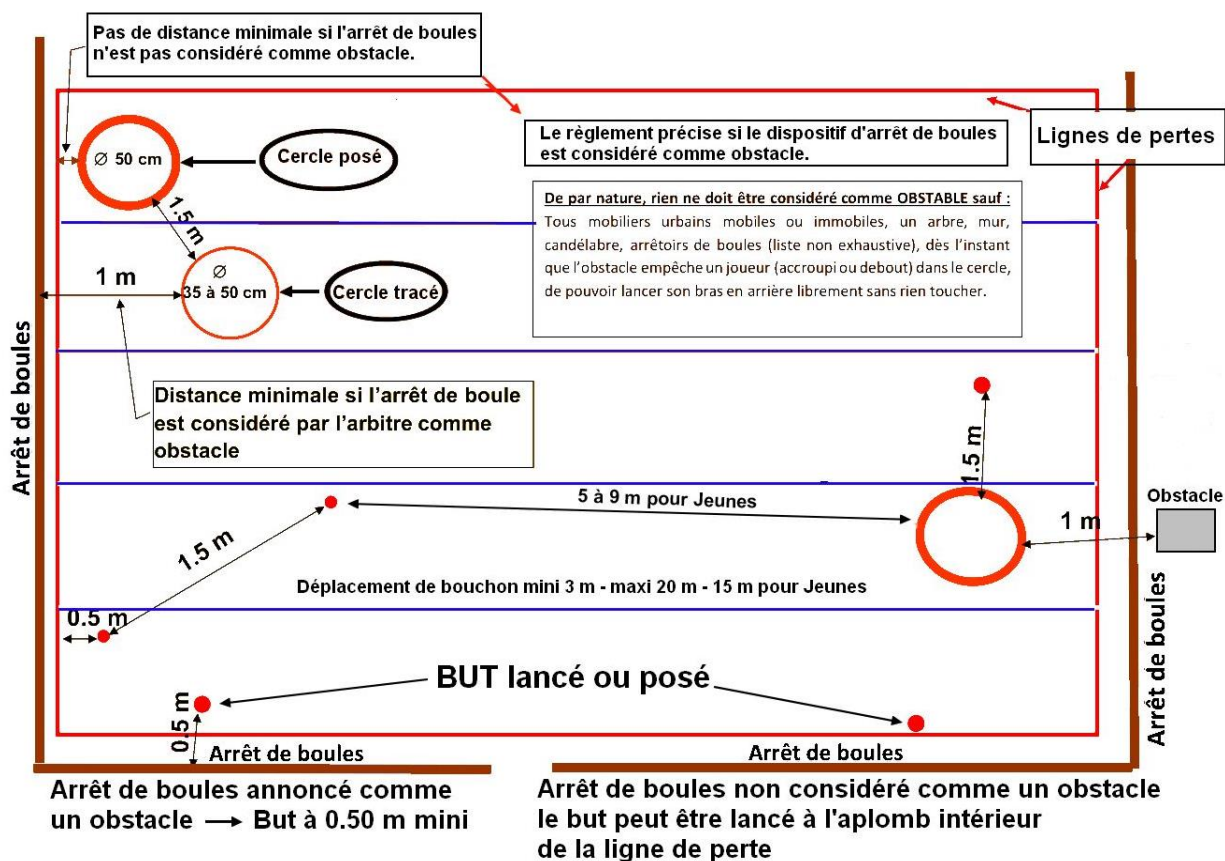 Pas de distance minimale si l'arrêt de boules
n'est pas considéré comme obstacle.
Lignes de pertes
Le règlement précise si le dispositif d'arrêt de boules
est considéré comme obstacle.
Ø 50 cm
Cercle posé
De par nature, rien ne doit être considéré comme OBSTABLE sauf :
Tous mobiliers urbains mobiles ou immobiles, un arbre, mur,
candélabre, arrêtoirs de boules (liste non exhaustive), dès l'instant
que l'obstacle empêche un joueur (accroupi ou debout) dans le cercle,
de pouvoir lancer son bras en arrière librement sans rien toucher.
1.5 m
1 m
Ø
35 à 50 cm
Cercle tracé
Arrêt de boules
Distance minimale si l'arrêt de boule
est considéré par l'arbitre comme
obstacle
1.5 m
5 à 9 m pour Jeunes
Obstacle
1 m
1.5 m
Déplacement de bouchon mini 3 m - maxi 20 m - 15 m pour Jeunes
0.5 m
Arrêt de boules
BUT lancé ou posé
0.5 m
Arrêt de boules
Arrêt de boules
Arrêt de boules annoncé comme
un obstacle → But à 0.50 m mini
Arrêt de boules non considéré comme un obstacle
le but peut être lancé à l'aplomb intérieur
de la ligne de perte